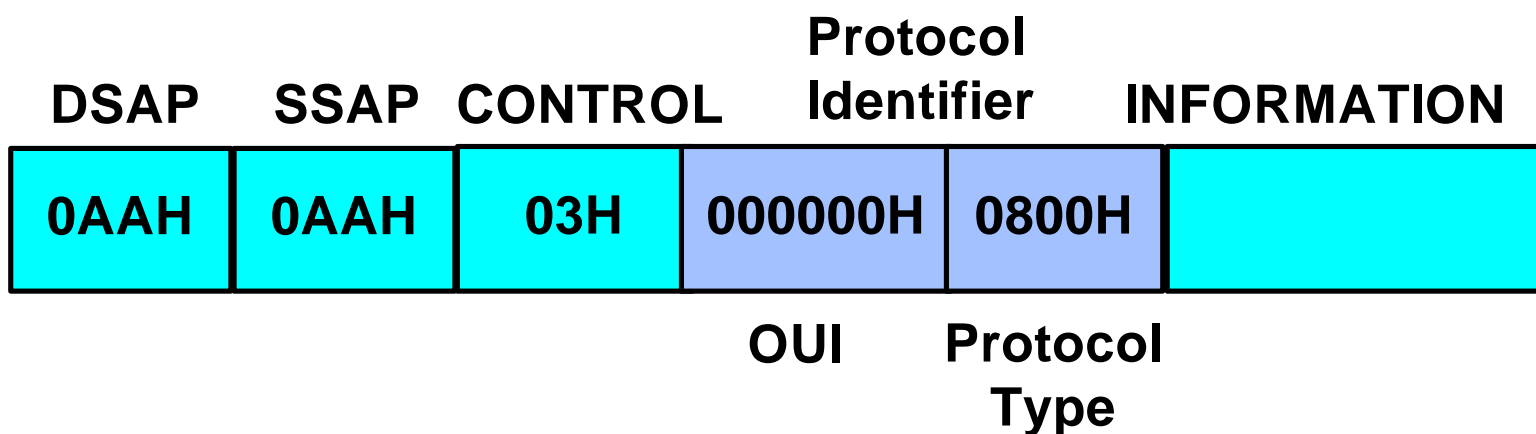 Protocol
Identifier
DSAP SSAP CONTROL INFORMATION
0AAH 0AAH 03H 000000H 0800H
OUI Protocol
Type